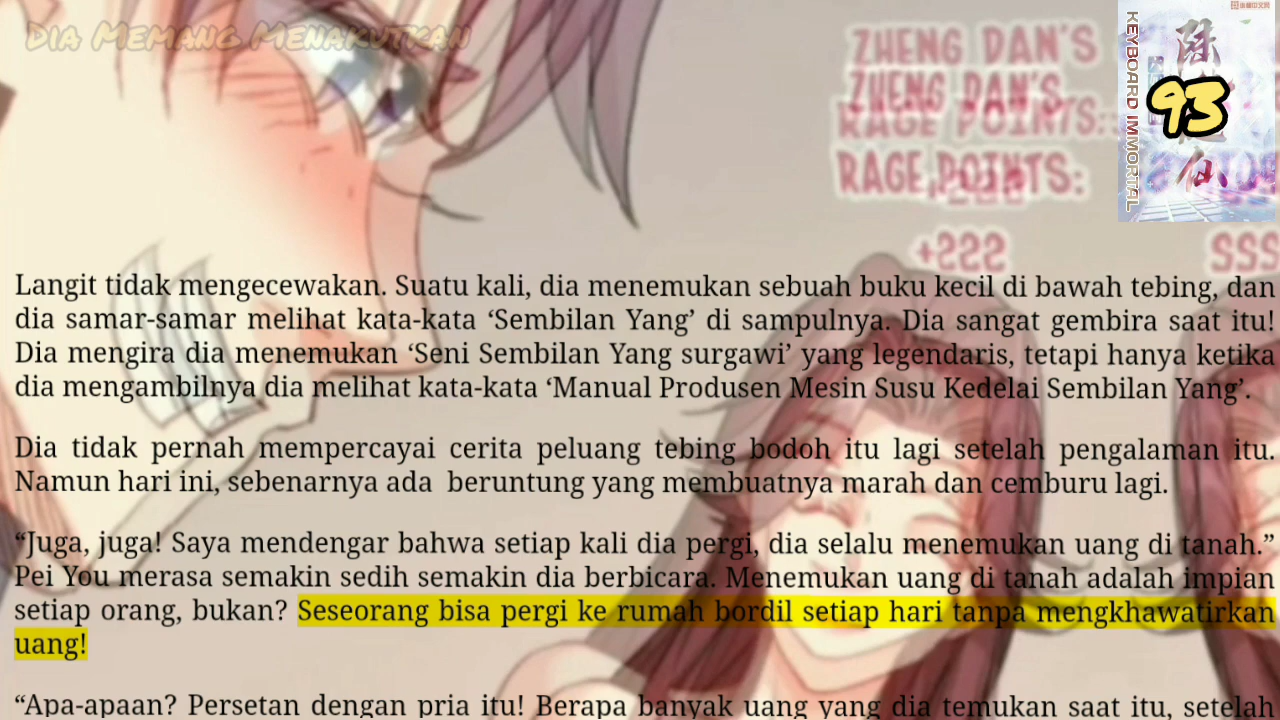 Dia Memang Menakutkan
ZHENG DAN'S
ZHENG DAN'S
RAGE POINTS:
RAGE POINTS:
+222
KEYBOARD IMMORTAL
93
Langit tidak mengecewakan. Suatu kali, dia menemukan sebuah buku kecil di bawah tebing, dan
dia samar-samar melihat kata-kata ‘Sembilan Yang’ di sampulnya. Dia sangat gembira saat itu!
Dia mengira dia menemukan ‘Seni Sembilan Yang surgawi’ yang legendaris, tetapi hanya ketika
dia mengambilnya dia melihat kata-kata ‘Manual Produsen Mesin Susu Kedelai Sembilan Yang’.
Dia tidak pernah mempercayai cerita peluang tebing bodoh itu lagi setelah pengalaman itu.
Namun hari ini, sebenarnya ada  beruntung yang membuatnya marah dan cemburu lagi.
“Juga, juga! Saya mendengar bahwa setiap kali dia pergi, dia selalu menemukan uang di tanah.”
Pei You merasa semakin sedih semakin dia berbicara. Menemukan uang di tanah adalah impian
setiap orang, bukan? Seseorang bisa pergi ke rumah bordil setiap hari tanpa mengkhawatirkan
uang!
“Apa-apaan? Persetan dengan pria itu! Berapa banyak uang yang dia temukan saat itu, setelah